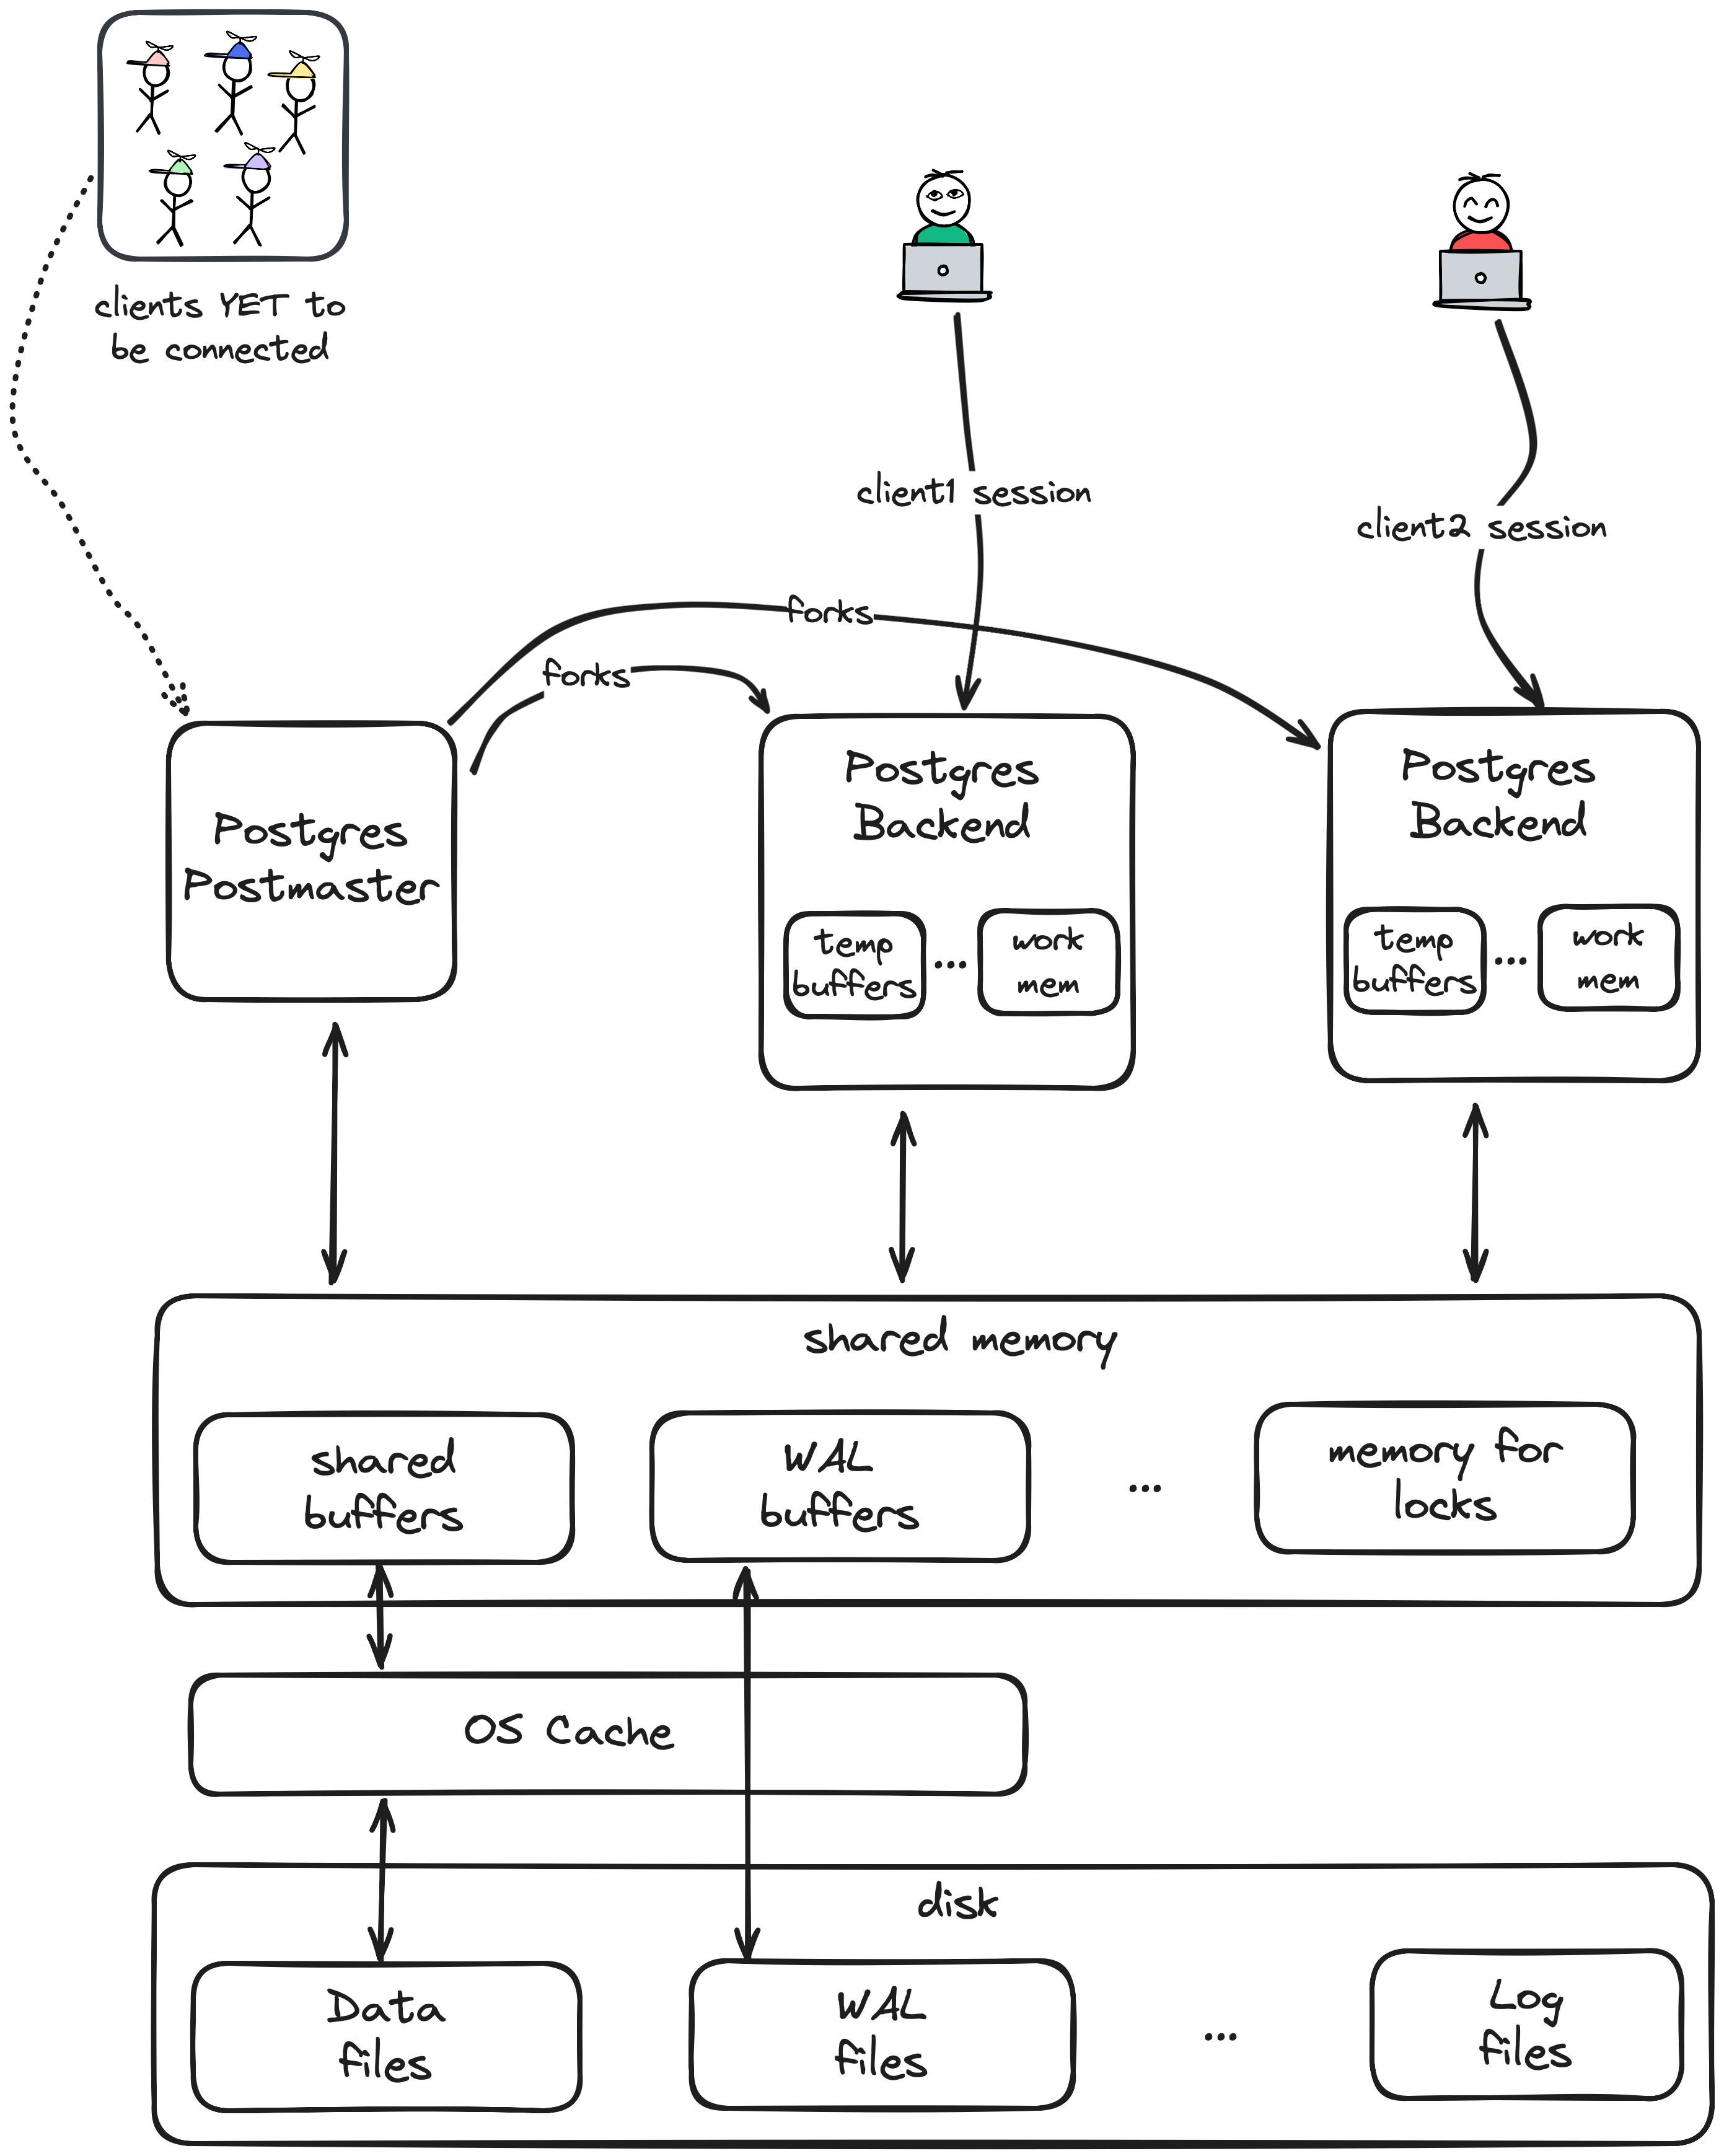 clients YET to
be connected
client1 session
client2 session
forks
forks
Postgres
Postmaster
Postgres
Backend
temp
buffers
...
work
mem
Postgres
Backend
temp
buffers
...
work
mem
shared memory
shared
buffers
WAL
buffers
...
memory for
locks
OS Cache
disk
Data
files
WAL
files
...
Log
files